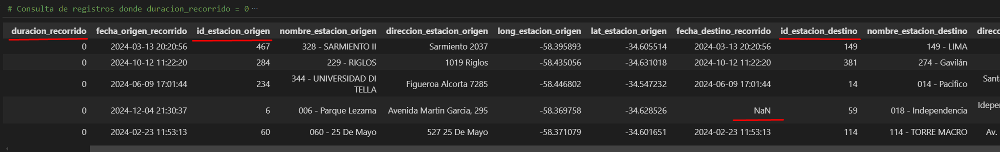 # Consulta de registros donde duracion_recorrido = 0 ...
duracion_recorrido fecha_origen_recorrido id_estacion_origen nombre_estacion_origen direccion_estacion_origen long_estacion_origen lat_estacion_origen fecha_destino_recorrido id_estacion_destino nombre_estacion_destino direcc
0 2024-03-13 20:20:56 467 328 - SARMIENTO II Sarmiento 2037 -58.395893 -34.605514 2024-03-13 20:20:56 149 149 - LIMA
0 2024-10-12 11:22:20 284 229 - RIGLOS 1019 Riglos -58.435056 -34.631018 2024-10-12 11:22:20 381 274 - Gavilán
0 2024-06-09 17:01:44 234 344 - UNIVERSIDAD DI TELLA Figueroa Alcorta 7285 -58.446802 -34.547232 2024-06-09 17:01:44 14 014 - Pacifico Sant
0 2024-12-04 21:30:37 6 006 - Parque Lezama Avenida Martin Garcia, 295 -58.369758 -34.628526 NaN 59 018 - Independencia Idepe
0 2024-02-23 11:53:13 60 060 - 25 De Mayo 527 25 De Mayo -58.371079 -34.601651 2024-02-23 11:53:13 114 114 - TORRE MACRO Av.